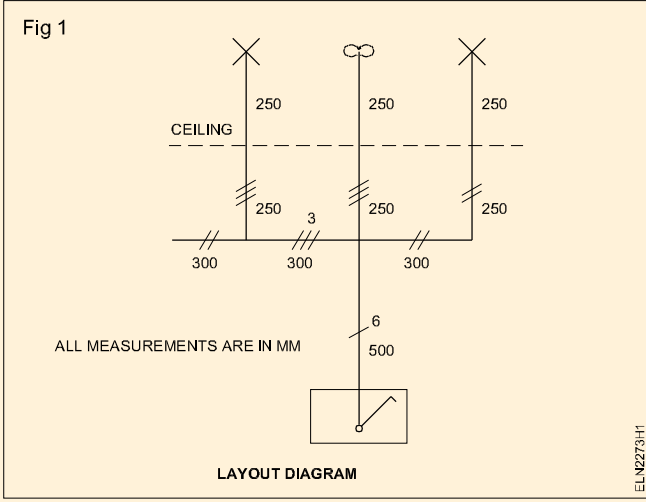 Fig 1
250 250 250
CEILING
250 250 250
3
300 300 300
6
ALL MEASUREMENTS ARE IN MM
500
LAYOUT DIAGRAM
ELN2273H1